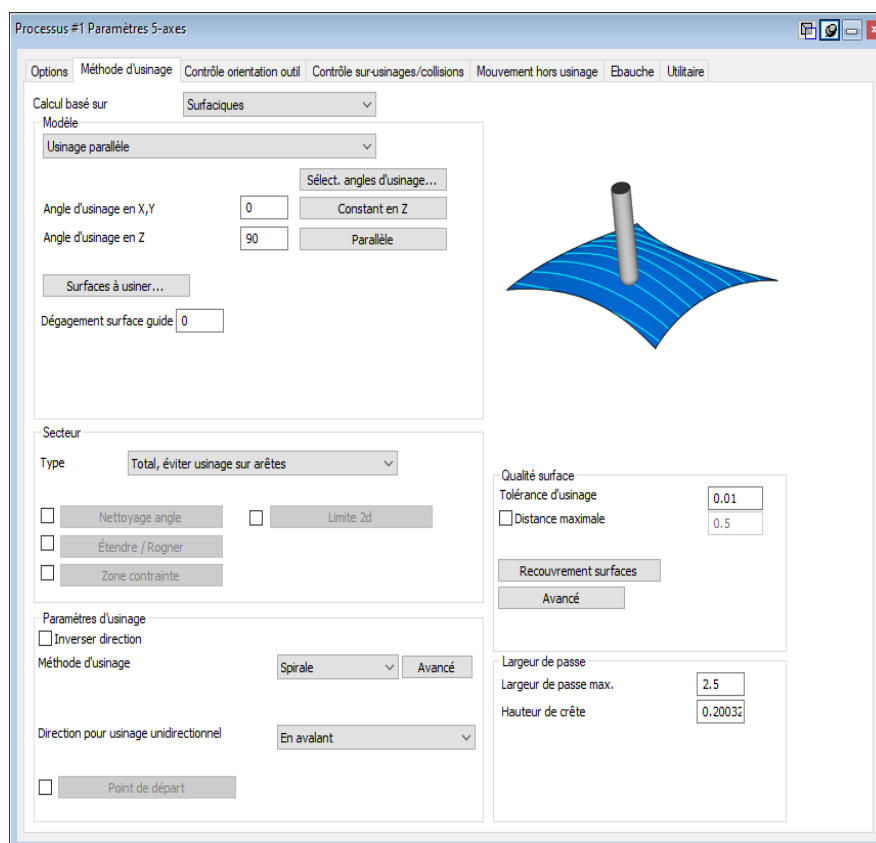 Processus #1 Paramètres 5-axes
Options Méthode d'usinage Contrôle orientation outil Contrôle sur-usinages/collisions Mouvement hors usinage Ebauche Utilitaire
Calcul basé sur Surfaciques
Modèle
Usinage parallèle
Sélect. angles d'usinage...
Angle d'usinage en X,Y 0 Constant en Z
Angle d'usinage en Z 90 Parallèle
Surfaces à usiner...
Dégagement surface guide 0
Secteur
Type Total, éviter usinage sur arêtes
Nettoyage angle Limite 2d
Étendre / Rogner
Zone contrainte
Qualité surface
Tolérance d'usinage 0.01
Distance maximale 0.5
Recouvrement surfaces
Avancé
Paramètres d'usinage
Inverser direction
Méthode d'usinage Spirale Avancé
Direction pour usinage unidirectionnel En avalant
Point de départ
Largeur de passe
Largeur de passe max. 2.5
Hauteur de crête 0.20032